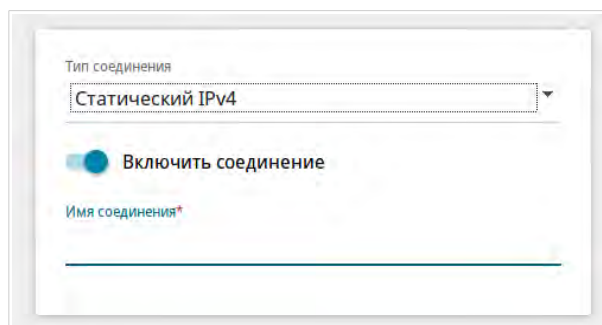 Тип соединения
Статический IPv4
Включить соединение
Имя соединения*